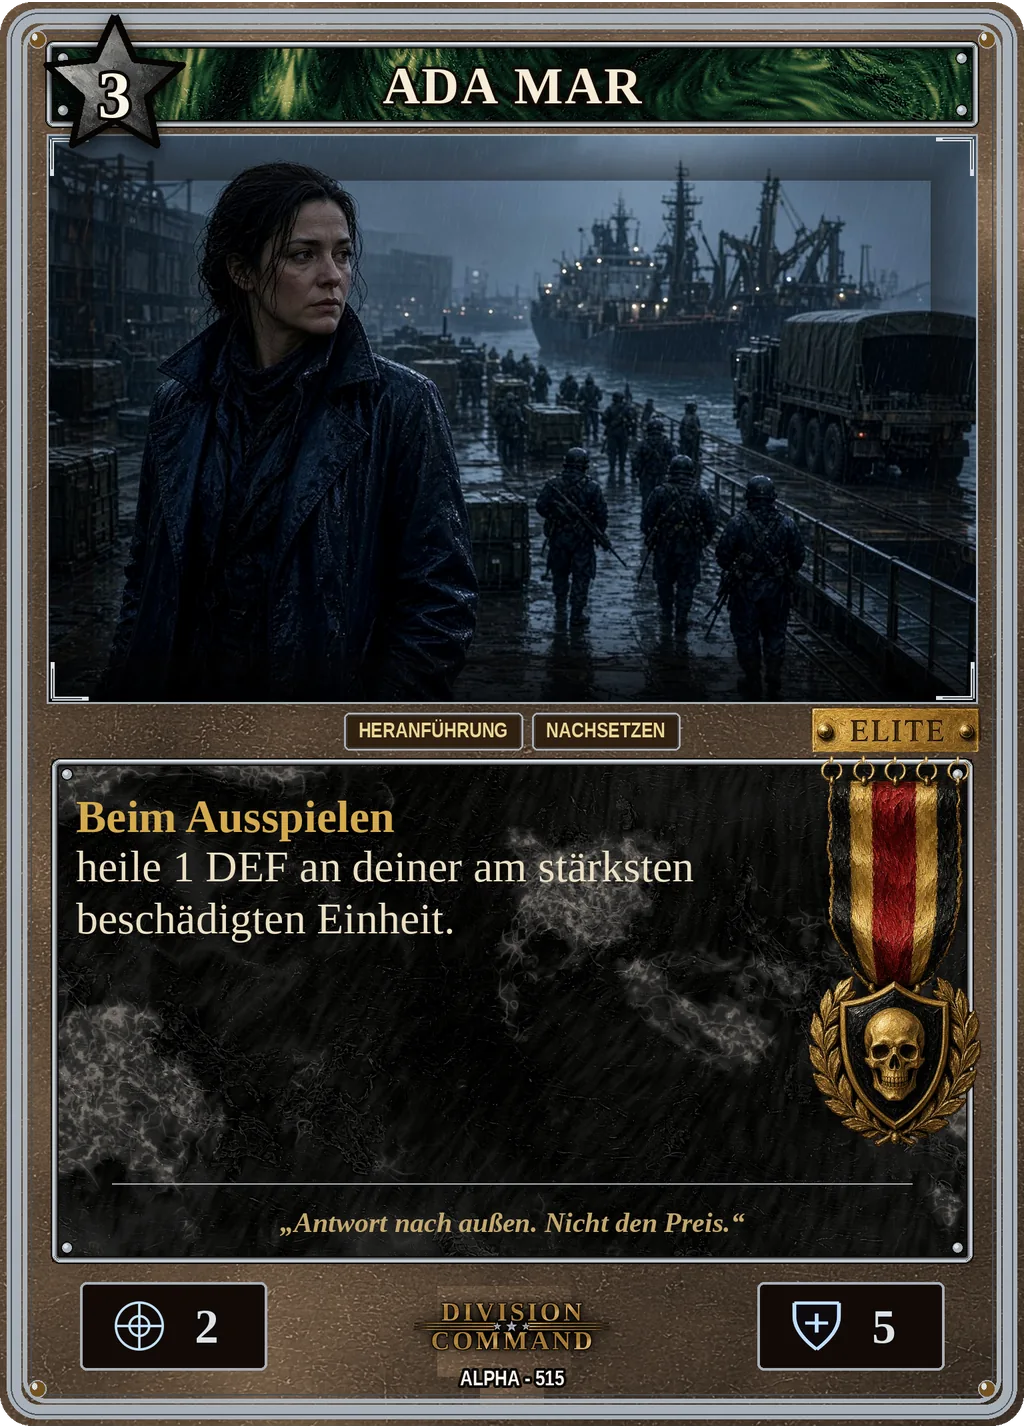 3
ADA MAR
HERANFÜHRUNG NACHSETZEN
ELITE
Beim Ausspielen
heile 1 DEF an deiner am stärksten
beschädigten Einheit.
„Antwort nach außen. Nicht den Preis.“
2
DIVISION
COMMAND
ALPHA - 515
5